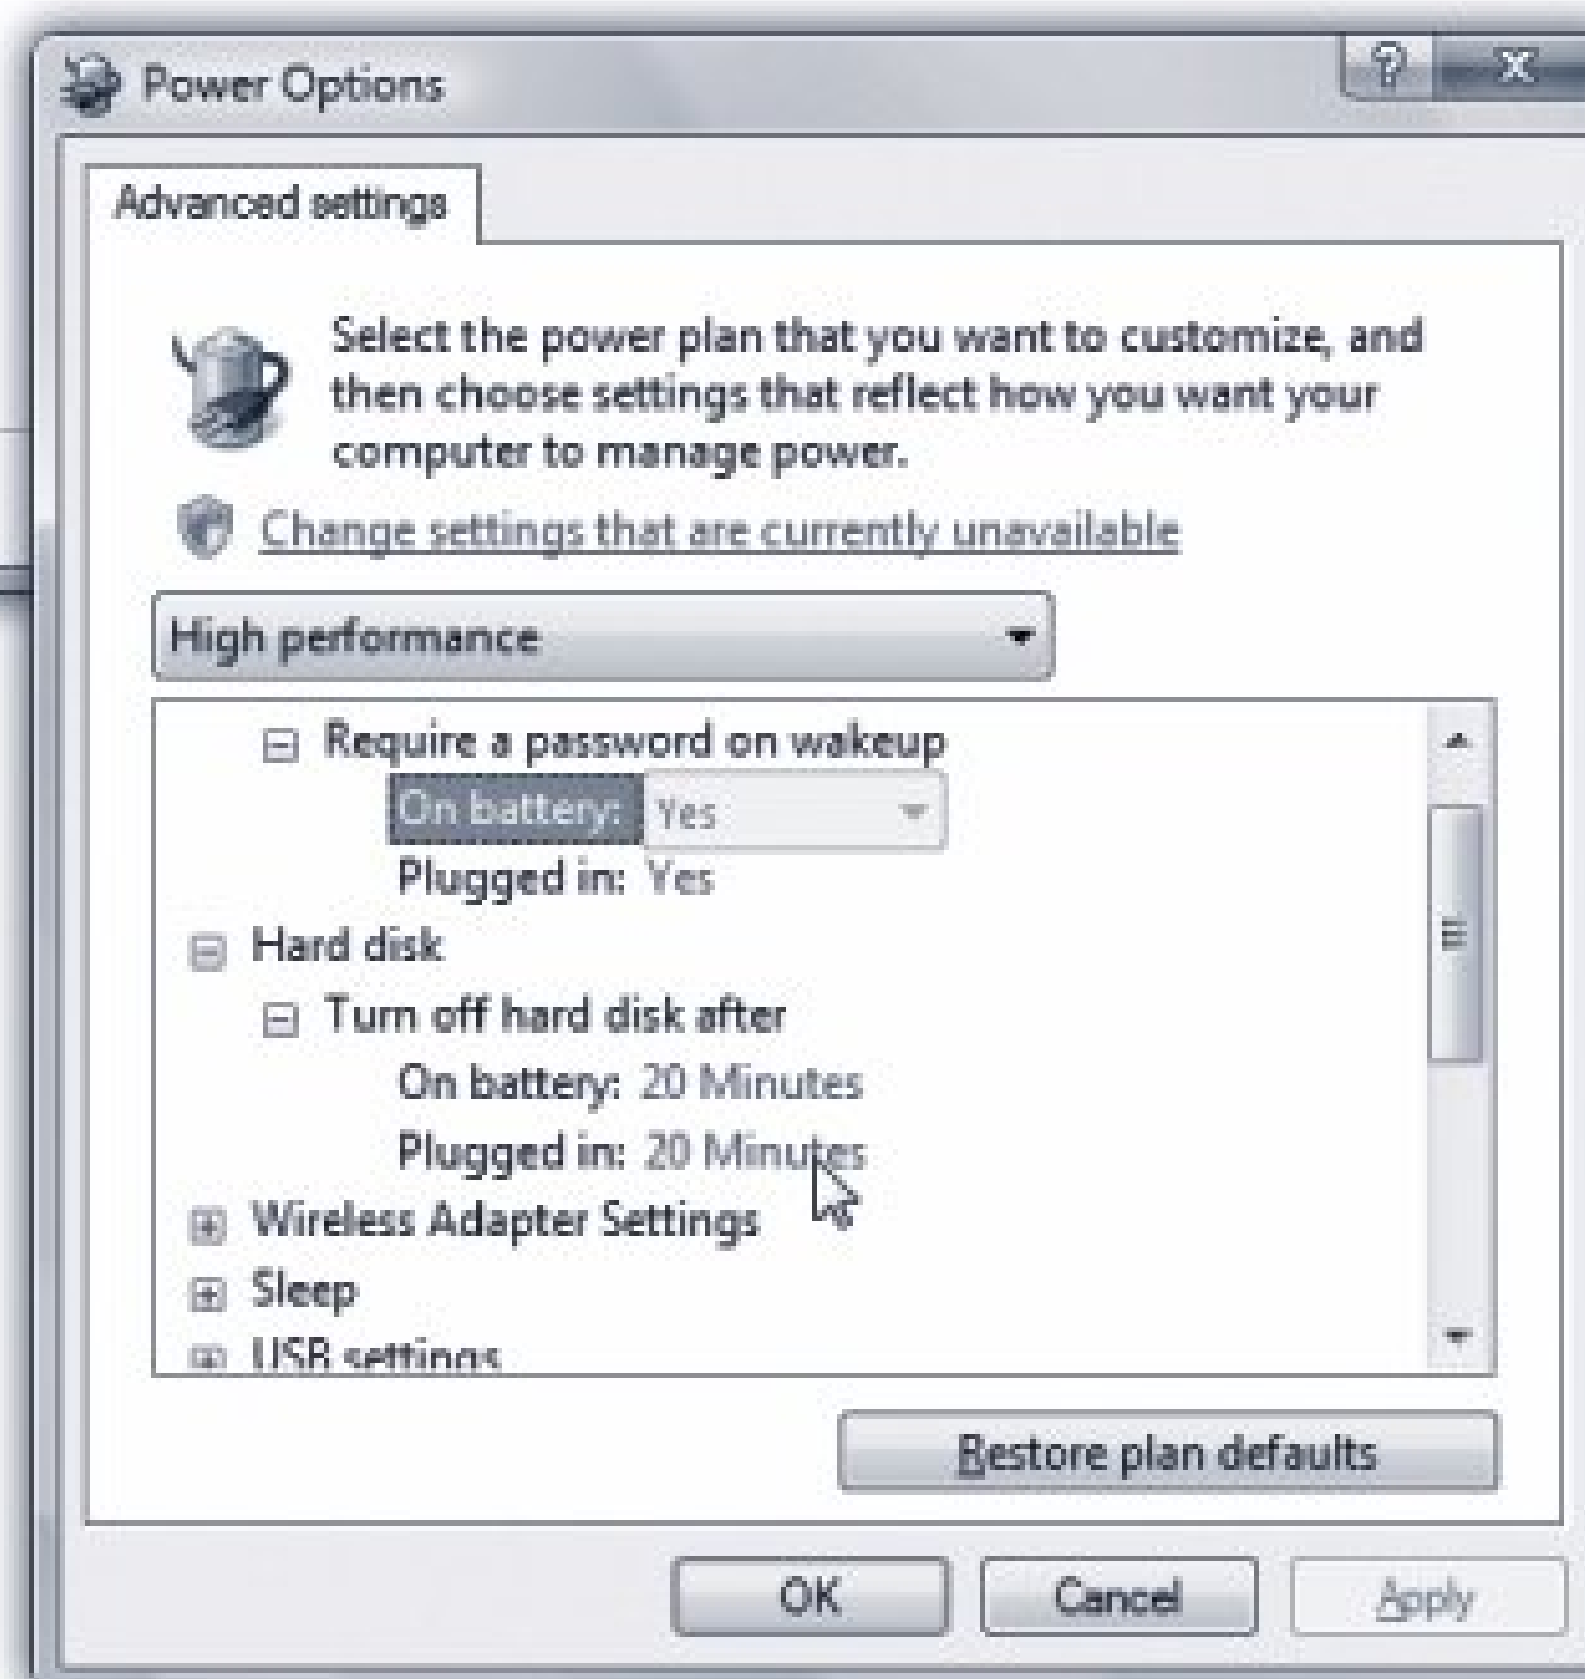 Power Options
Advanced settings
Select the power plan that you want to customize, and
then choose settings that reflect how you want your
computer to manage power.
Change settings that are currently unavailable
High performance
Require a password on wakeup
On battery: Yes
Plugged in: Yes
Hard disk
Turn off hard disk after
On battery: 20 Minutes
Plugged in: 20 Minutes
Wireless Adapter Settings
Sleep
USB settings
Restore plan defaults
OK Cancel Apply